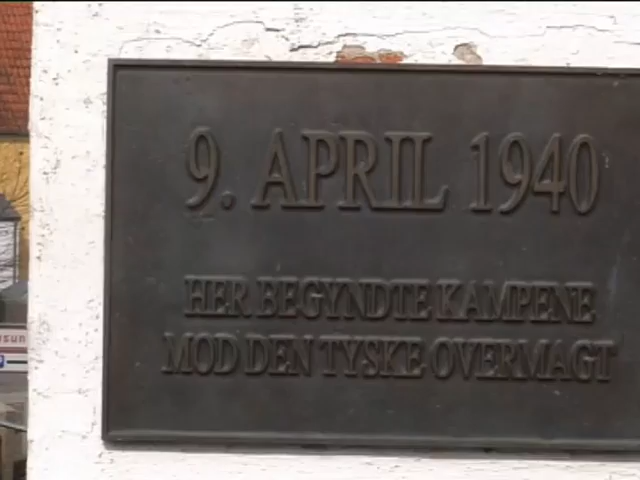 9. APRIL 1940
HER BEGYNDTE KAMPENE
MOD DEN TYSKE OVERMAGT